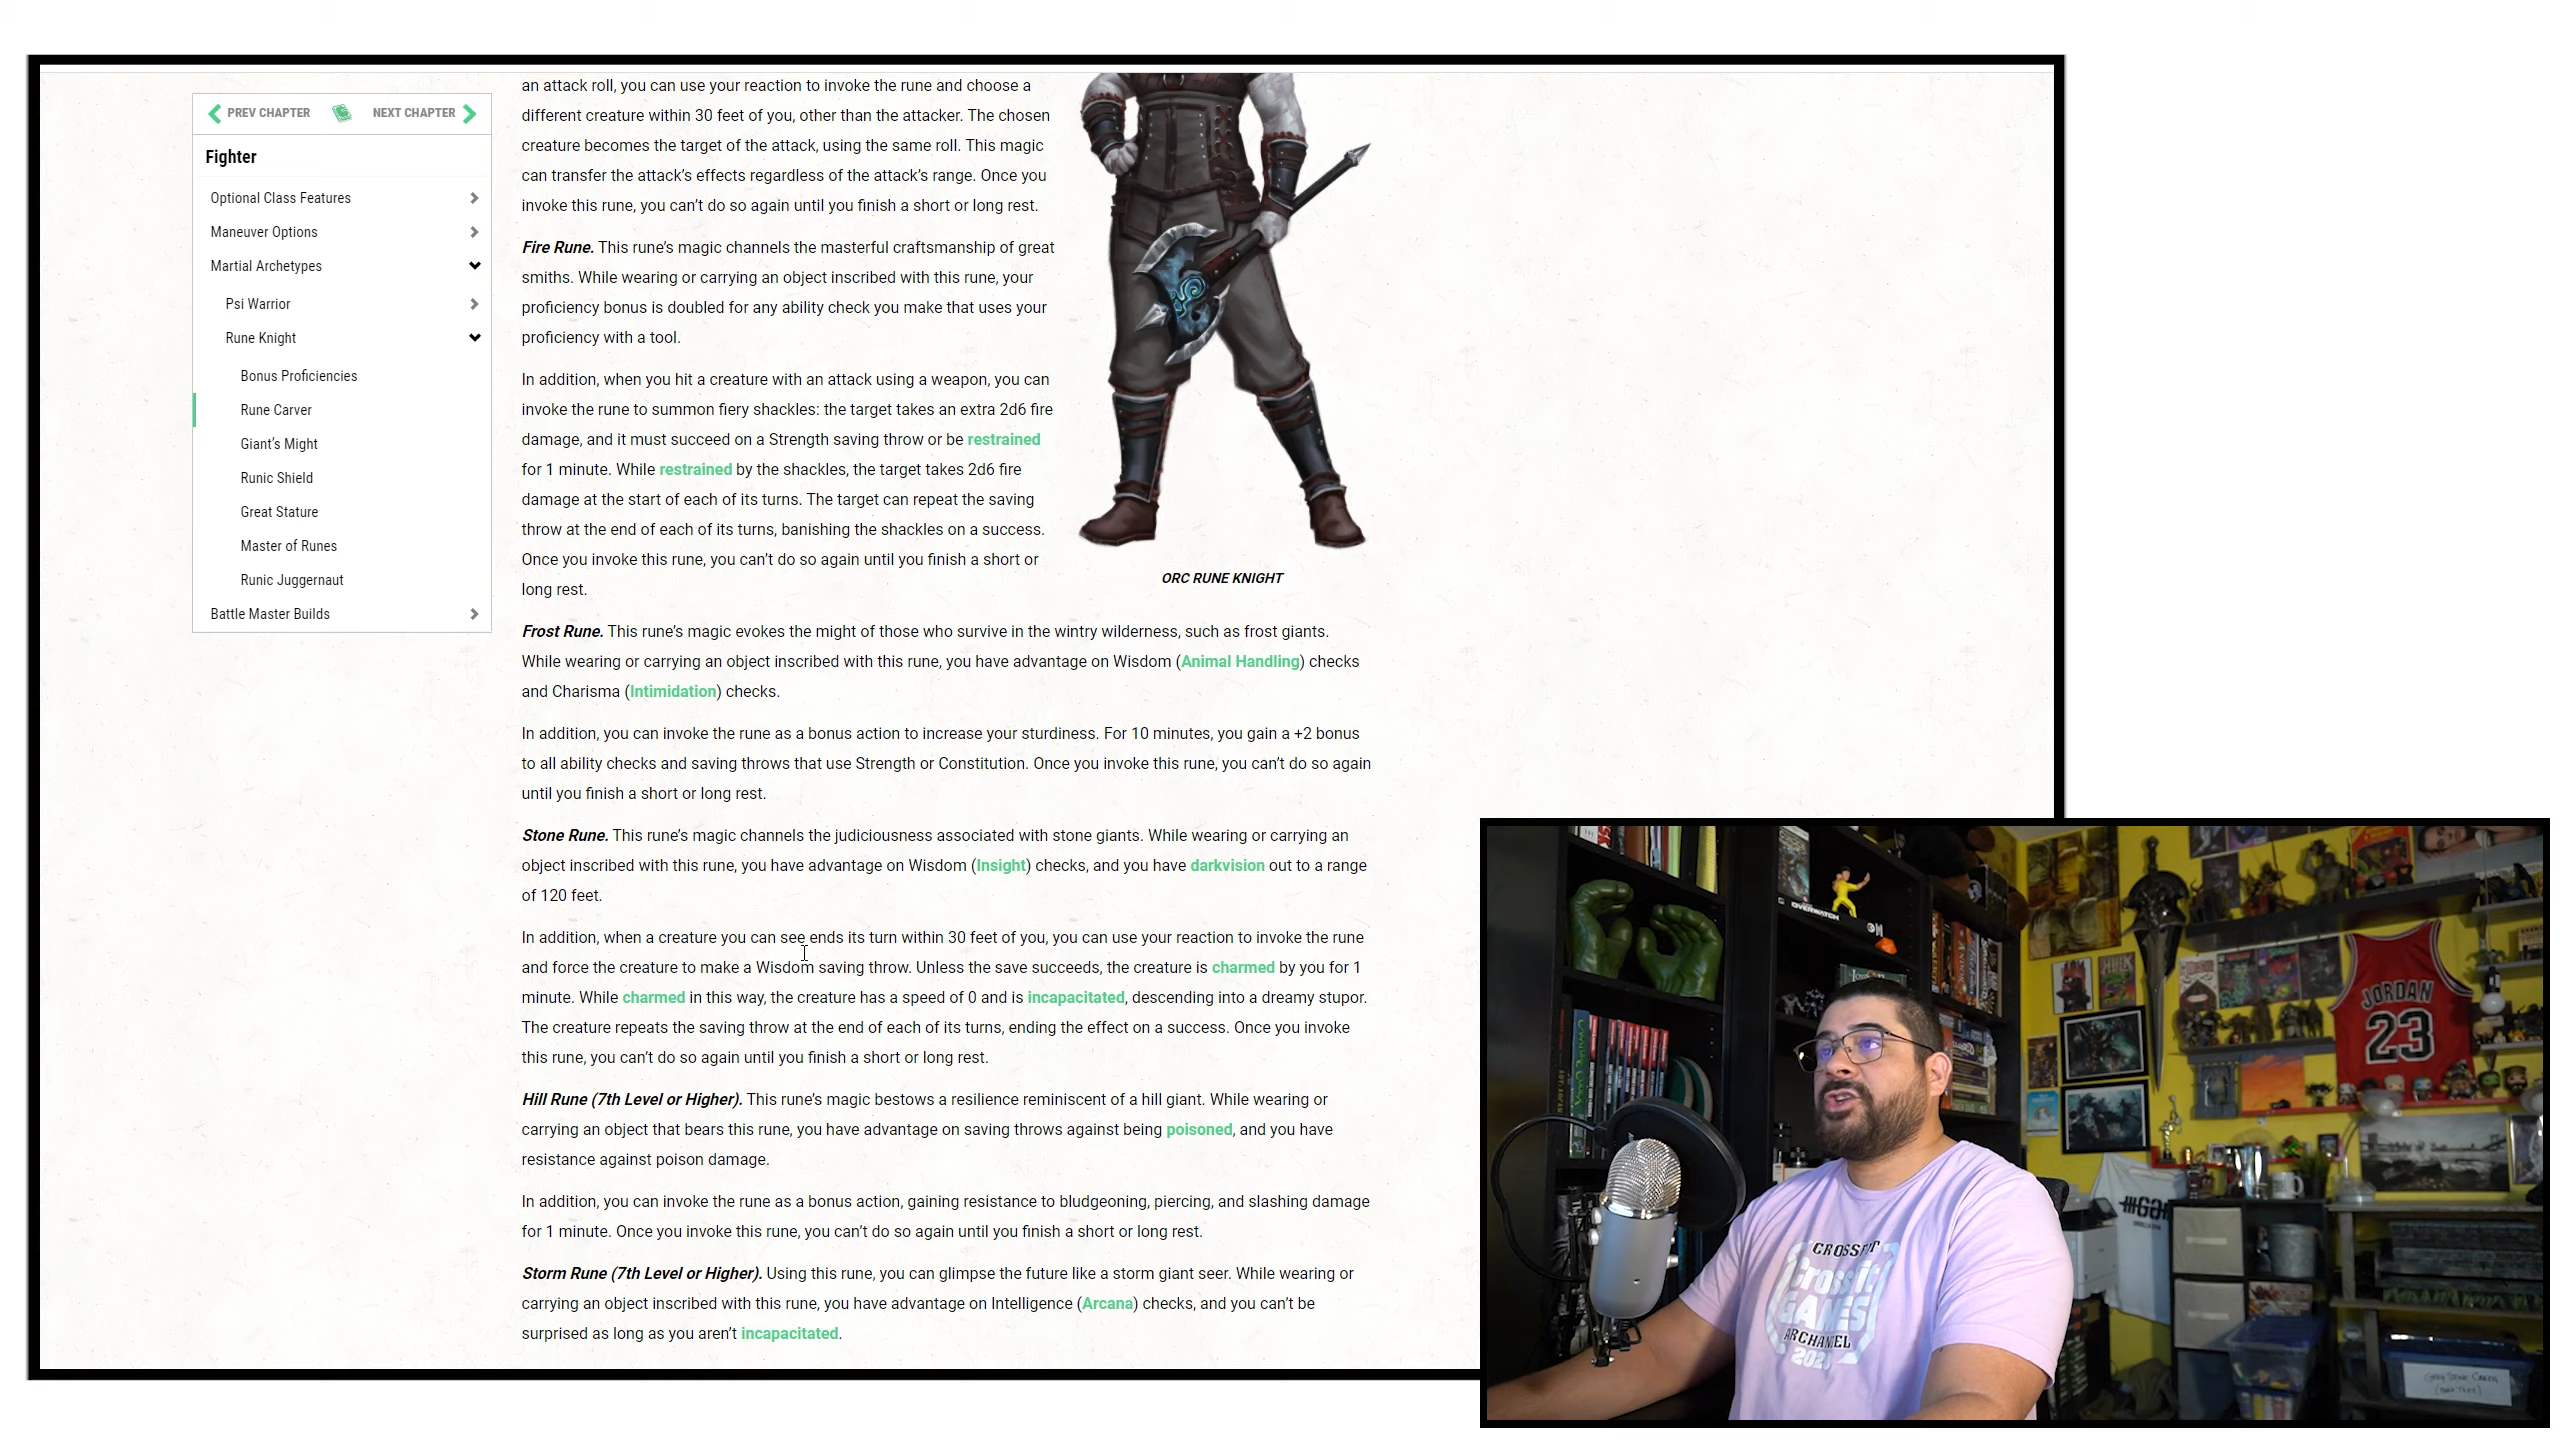 PREV CHAPTER
NEXT CHAPTER
Fighter
Optional Class Features
Maneuver Options
Martial Archetypes
Psi Warrior
Rune Knight
Bonus Proficiencies
Rune Carver
Giant's Might
Runic Shield
Great Stature
Master of Runes
Runic Juggernaut
Battle Master Builds
an attack roll, you can use your reaction to invoke the rune and choose a
different creature within 30 feet of you, other than the attacker. The chosen
creature becomes the target of the attack, using the same roll. This magic
can transfer the attack's effects regardless of the attack's range. Once you
invoke this rune, you can't do so again until you finish a short or long rest.
Fire Rune. This rune's magic channels the masterful craftsmanship of great
smiths. While wearing or carrying an object inscribed with this rune, your
proficiency bonus is doubled for any ability check you make that uses your
proficiency with a tool.
In addition, when you hit a creature with an attack using a weapon, you can
invoke the rune to summon fiery shackles: the target takes an extra 2d6 fire
damage, and it must succeed on a Strength saving throw or be restrained
for 1 minute. While restrained by the shackles, the target takes 2d6 fire
damage at the start of each of its turns. The target can repeat the saving
throw at the end of each of its turns, banishing the shackles on a success.
Once you invoke this rune, you can't do so again until you finish a short or
long rest.
ORC RUNE KNIGHT
Frost Rune. This rune's magic evokes the might of those who survive in the wintry wilderness, such as frost giants.
While wearing or carrying an object inscribed with this rune, you have advantage on Wisdom (Animal Handling) checks
and Charisma (Intimidation) checks.
In addition, you can invoke the rune as a bonus action to increase your sturdiness. For 10 minutes, you gain a +2 bonus
to all ability checks and saving throws that use Strength or Constitution. Once you invoke this rune, you can't do so again
until you finish a short or long rest.
Stone Rune. This rune's magic channels the judiciousness associated with stone giants. While wearing or carrying an
object inscribed with this rune, you have advantage on Wisdom (Insight) checks, and you have darkvision out to a range
of 120 feet.
In addition, when a creature you can see ends its turn within 30 feet of you, you can use your reaction to invoke the rune
and force the creature to make a Wisdom saving throw. Unless the save succeeds, the creature is charmed by you for 1
minute. While charmed in this way, the creature has a speed of 0 and is incapacitated, descending into a dreamy stupor.
The creature repeats the saving throw at the end of each of its turns, ending the effect on a success. Once you invoke
this rune, you can't do so again until you finish a short or long rest.
Hill Rune (7th Level or Higher). This rune's magic bestows a resilience reminiscent of a hill giant. While wearing or
carrying an object that bears this rune, you have advantage on saving throws against being poisoned, and you have
resistance against poison damage.
In addition, you can invoke the rune as a bonus action, gaining resistance to bludgeoning, piercing, and slashing damage
for 1 minute. Once you invoke this rune, you can't do so again until you finish a short or long rest.
Storm Rune (7th Level or Higher). Using this rune, you can glimpse the future like a storm giant seer. While wearing or
carrying an object inscribed with this rune, you have advantage on Intelligence (Arcana) checks, and you can't be
surprised as long as you aren't incapacitated.
OVERWATCH
JORDAN
23
CROSSFIT
GAMES
ARCHANGEL